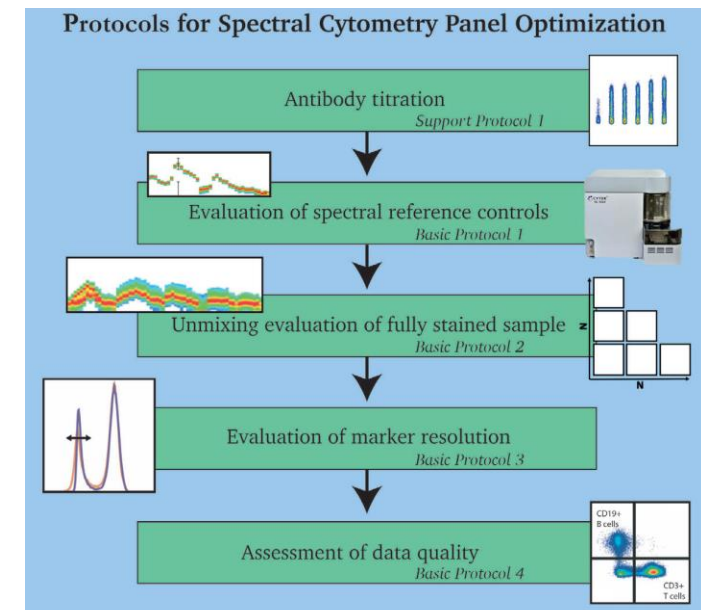 Protocols for Spectral Cytometry Panel Optimization
Antibody titration
Support Protocol 1
Evaluation of spectral reference controls
Basic Protocol 1
Unmixing evaluation of fully stained sample
Basic Protocol 2
N
N
Evaluation of marker resolution
Basic Protocol 3
Assessment of data quality
Basic Protocol 4
CD19+
B cells
CD3+
T cells